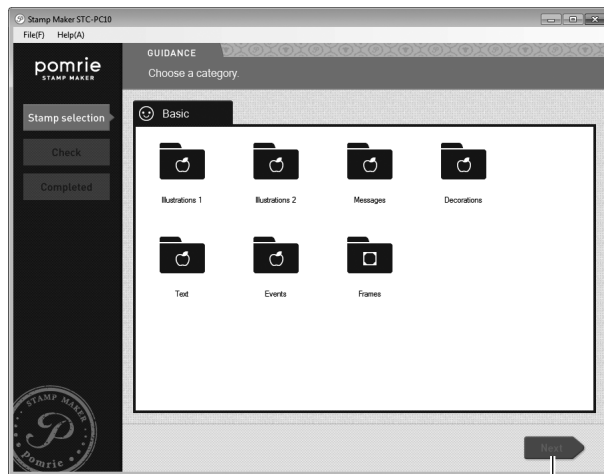 Stamp Maker STC-PC10
File(F) Help(A)
pomrie
STAMP MAKER
GUIDANCE
Choose a category.
Stamp selection
Check
Completed
Basic
Illustrations 1
Illustrations 2
Messages
Decorations
Text
Events
Frames
STAMP MAKER
P
pomrie
Next